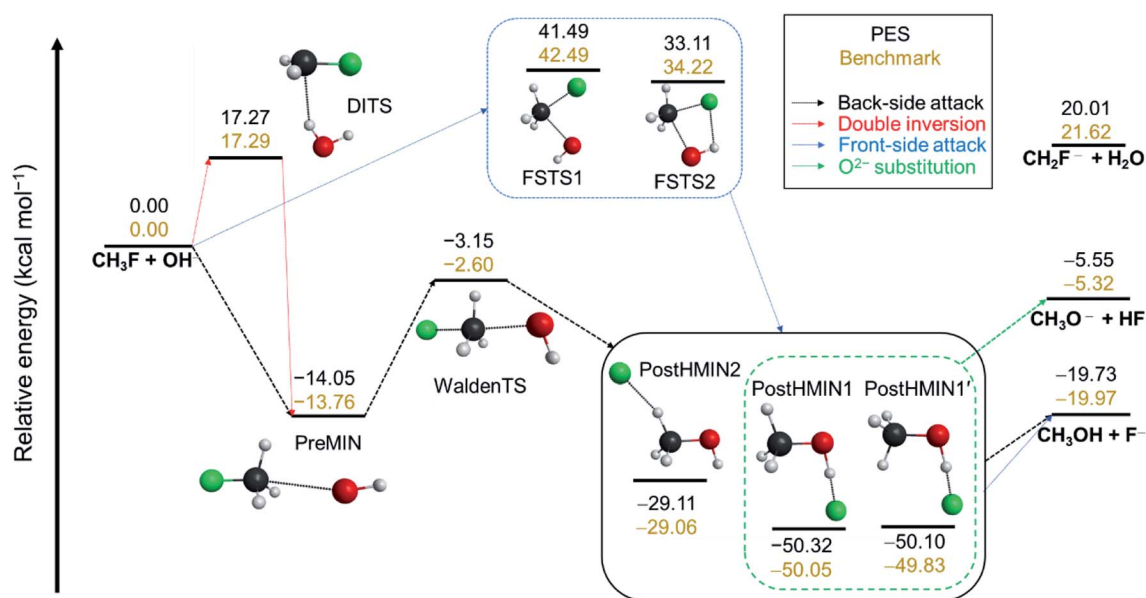 Relative energy (kcal mol⁻¹)
0.00
0.00
CH₃F + OH
17.27
17.29
DITS
41.49
42.49
FSTS1
33.11
34.22
FSTS2
PES
Benchmark
Back-side attack
Double inversion
Front-side attack
O²⁻ substitution
20.01
21.62
CH₂F⁻ + H₂O
−14.05
−13.76
PreMIN
−3.15
−2.60
WaldenTS
PostHMIN2
−29.11
−29.06
PostHMIN1
−50.32
−50.05
PostHMIN1′
−50.10
−49.83
−5.55
−5.32
CH₃O⁻ + HF
−19.73
−19.97
CH₃OH + F⁻